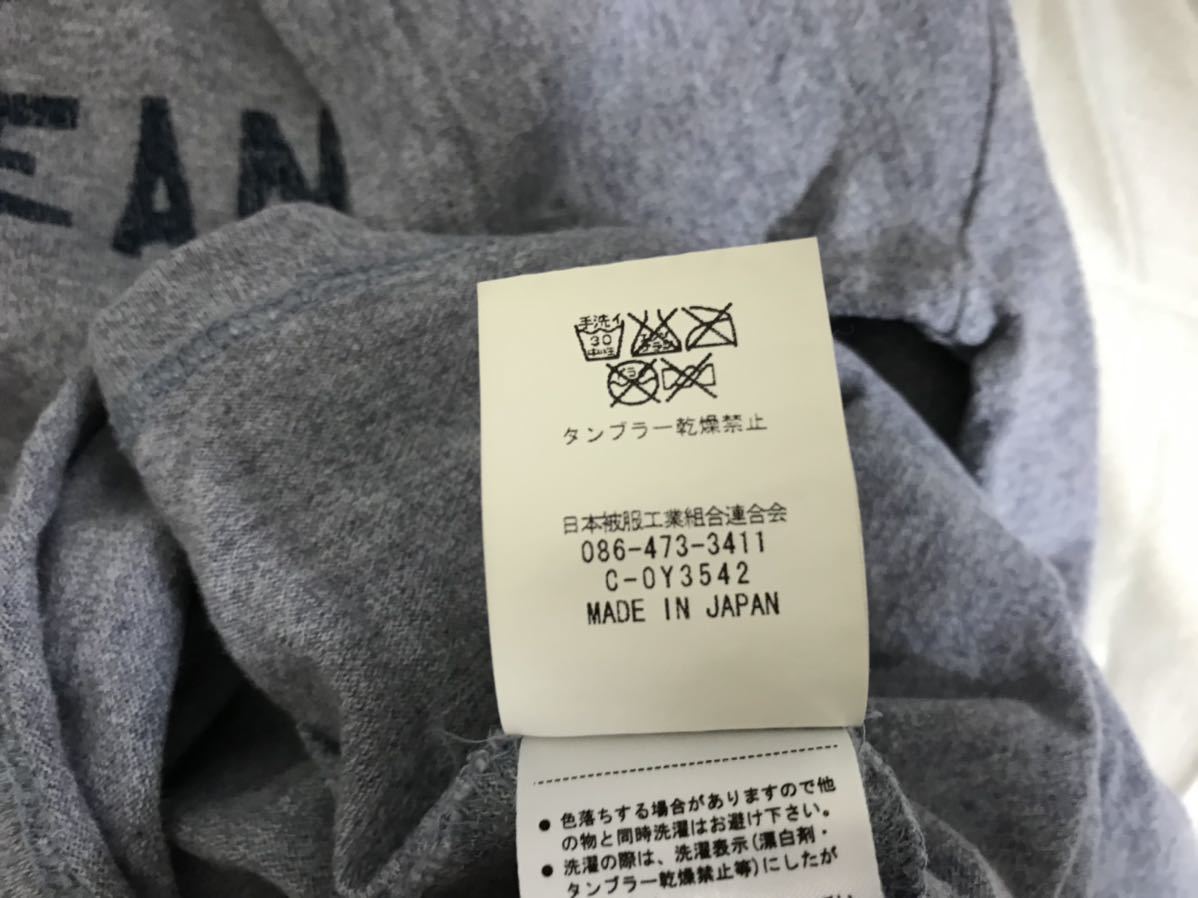 EAN
手洗イ
30
中性
タンブラー乾燥禁止
日本被服工業組合連合会
086-473-3411
C-0Y3542
MADE IN JAPAN
● 色落ちする場合がありますので他
の物と同時洗濯はお避け下さい。
● 洗濯の際は、洗濯表示(漂白剤・
タンブラー乾燥禁止等)にしたが